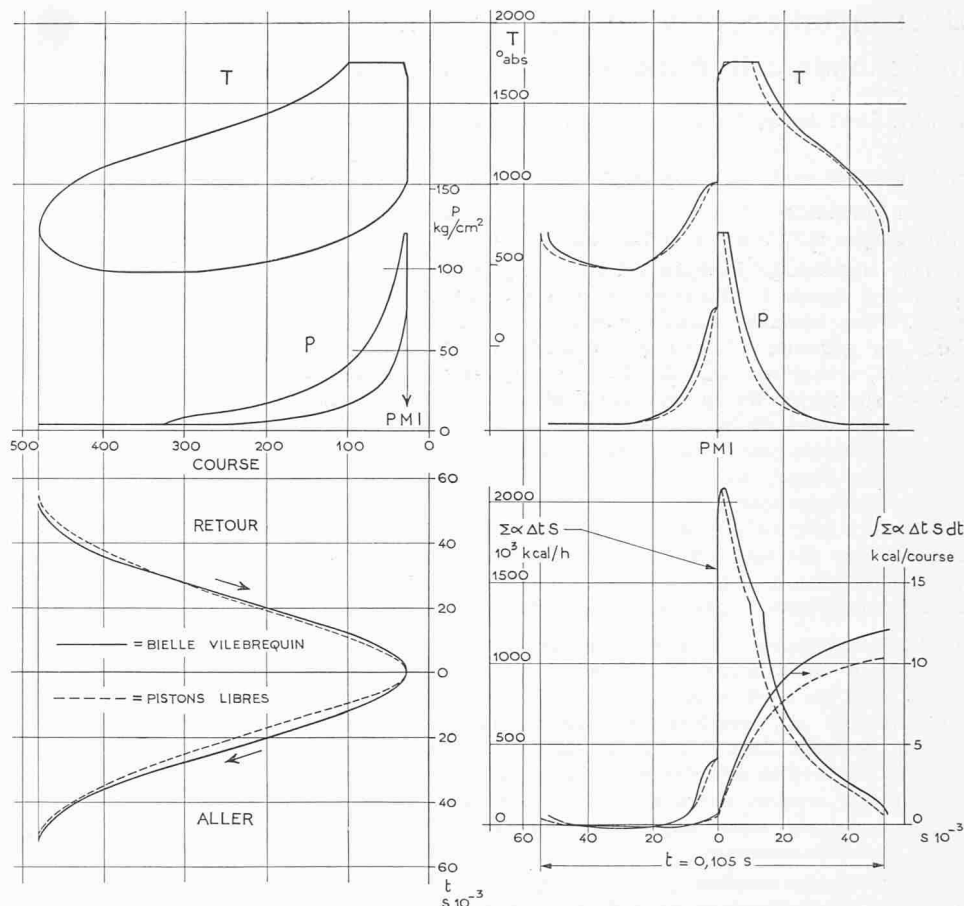 2000
T
°abs
1500
1000
500
0
T
P
150
P
kg/cm²
100
50
0
PMI
500
400
300
200
100
0
COURSE
T
P
PMI
60
40
20
0
20
40
60
t
S 10⁻³
RETOUR
——— = BIELLE VILEBREQUIN
----- = PISTONS LIBRES
ALLER
2000
Σ∝ Δt S
10³ kcal/h
1500
1000
500
0
∫Σ∝ Δt S dt
kcal/course
15
10
5
0
60
40
20
0
20
40
S 10⁻³
t = 0,105 s